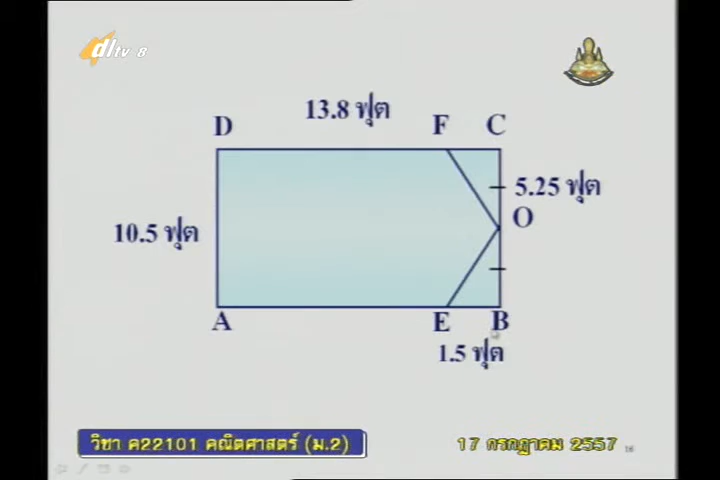 dltv 8
13.8 ฟุต
D
F
C
5.25 ฟุต
O
10.5 ฟุต
A
E
B
1.5 ฟุต
วิชา ค22101 คณิตศาสตร์ (ม.2)
17 กรกฎาคม 2557
16